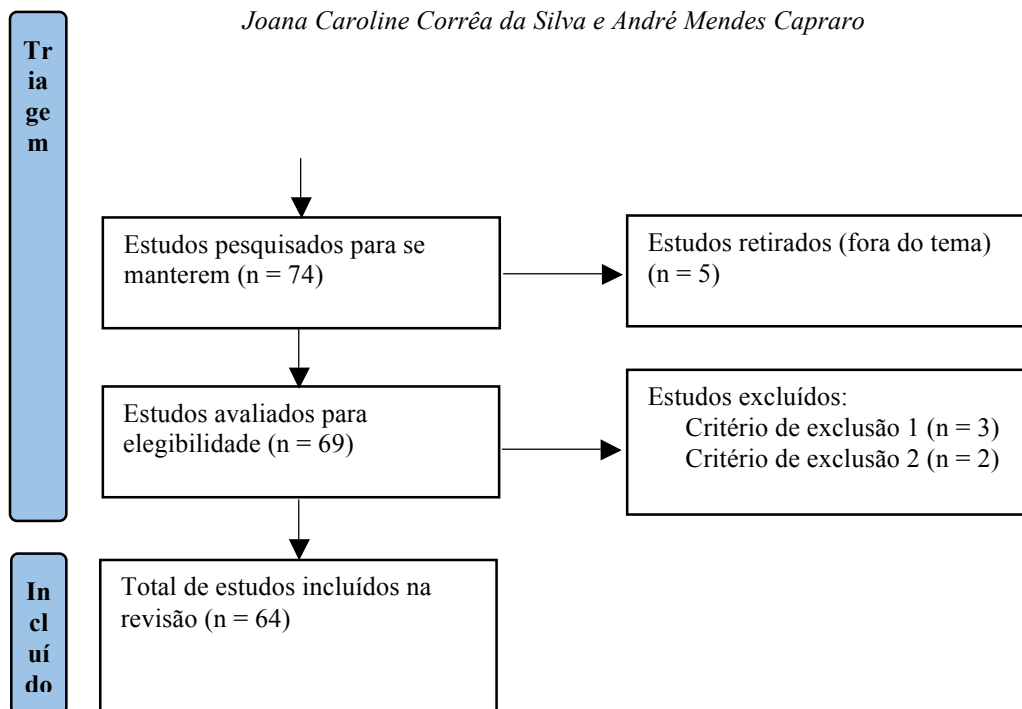 Joana Caroline Corrêa da Silva e André Mendes Capraro
Tr
ia
ge
m
Estudos pesquisados para se
manterem (n = 74)
Estudos retirados (fora do tema)
(n = 5)
Estudos avaliados para
elegibilidade (n = 69)
Estudos excluídos:
Critério de exclusão 1 (n = 3)
Critério de exclusão 2 (n = 2)
In
cl
uí
do
Total de estudos incluídos na
revisão (n = 64)